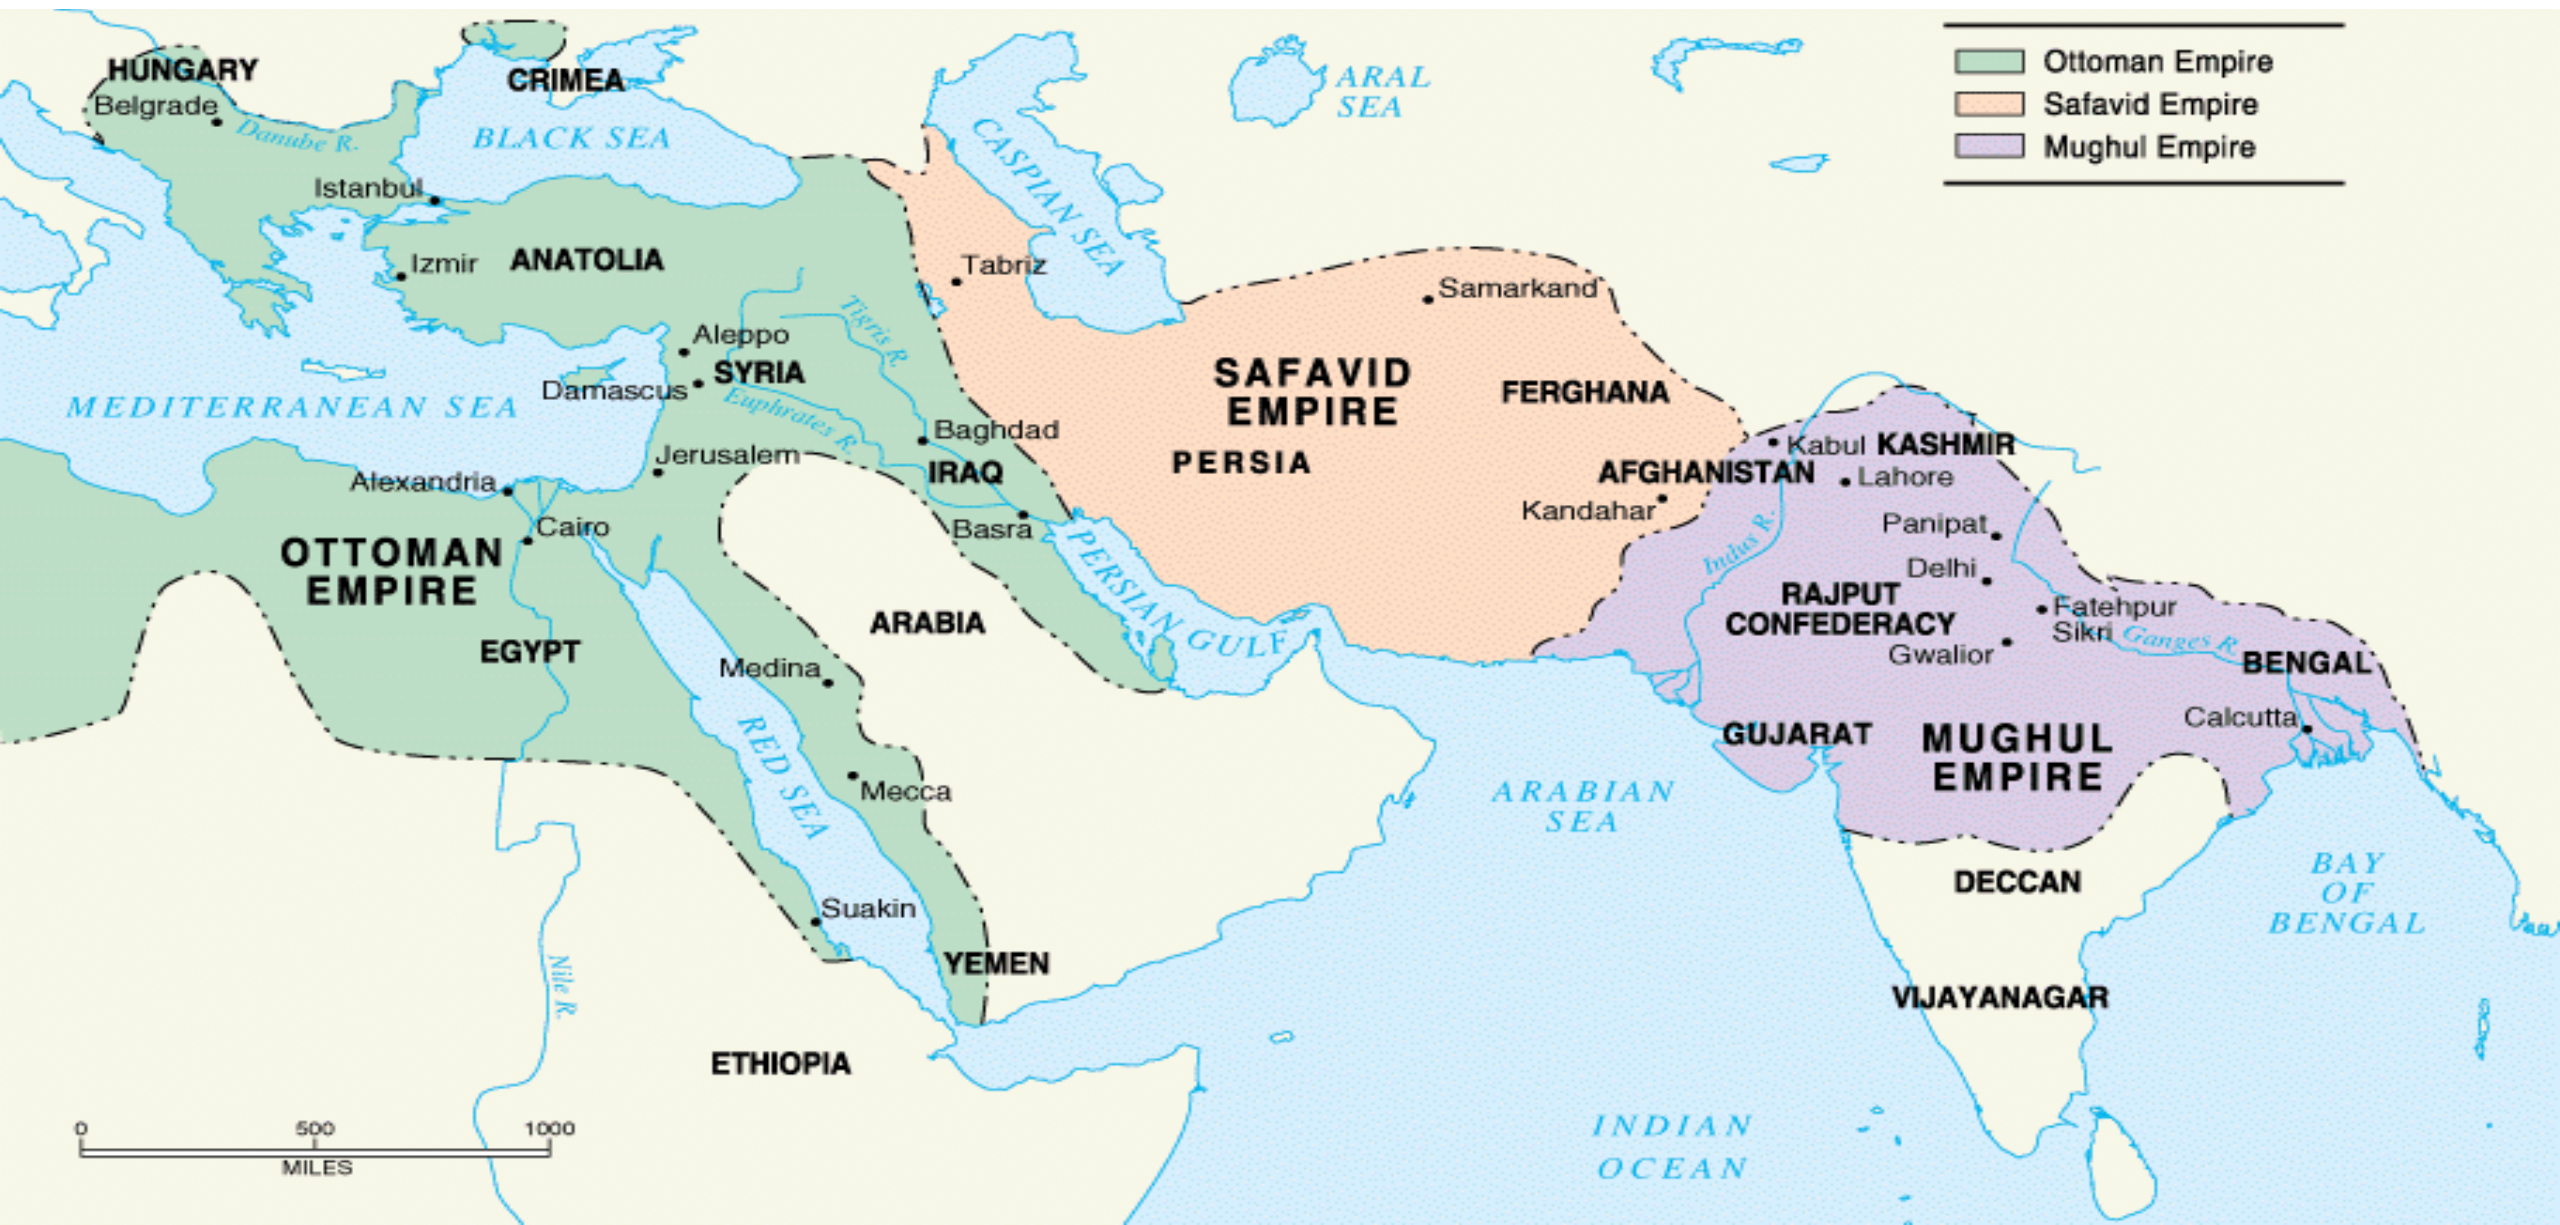 HUNGARY
Belgrade
Danube R.
CRIMEA
BLACK SEA
Istanbul
Izmir
ANATOLIA
CASPIAN SEA
ARAL
SEA
Ottoman Empire
Safavid Empire
Mughul Empire
Tabriz
Samarkand
Tigris R.
Aleppo
SYRIA
Damascus
Euphrates R.
MEDITERRANEAN SEA
SAFAVID
EMPIRE
PERSIA
FERGHANA
Baghdad
IRAQ
Basra
Jerusalem
Alexandria
Cairo
OTTOMAN
EMPIRE
EGYPT
ARABIA
PERSIAN GULF
Medina
RED SEA
Mecca
Suakin
YEMEN
Nile R.
ETHIOPIA
0 500 1000
MILES
Kabul
KASHMIR
AFGHANISTAN
Lahore
Kandahar
Indus R.
Panipat
Delhi
RAJPUT
CONFEDERACY
Fatehpur
Sikri
Ganges R.
Gwalior
BENGAL
Calcutta
GUJARAT
MUGHUL
EMPIRE
ARABIAN
SEA
DECCAN
BAY
OF
BENGAL
VIJAYANAGAR
INDIAN
OCEAN